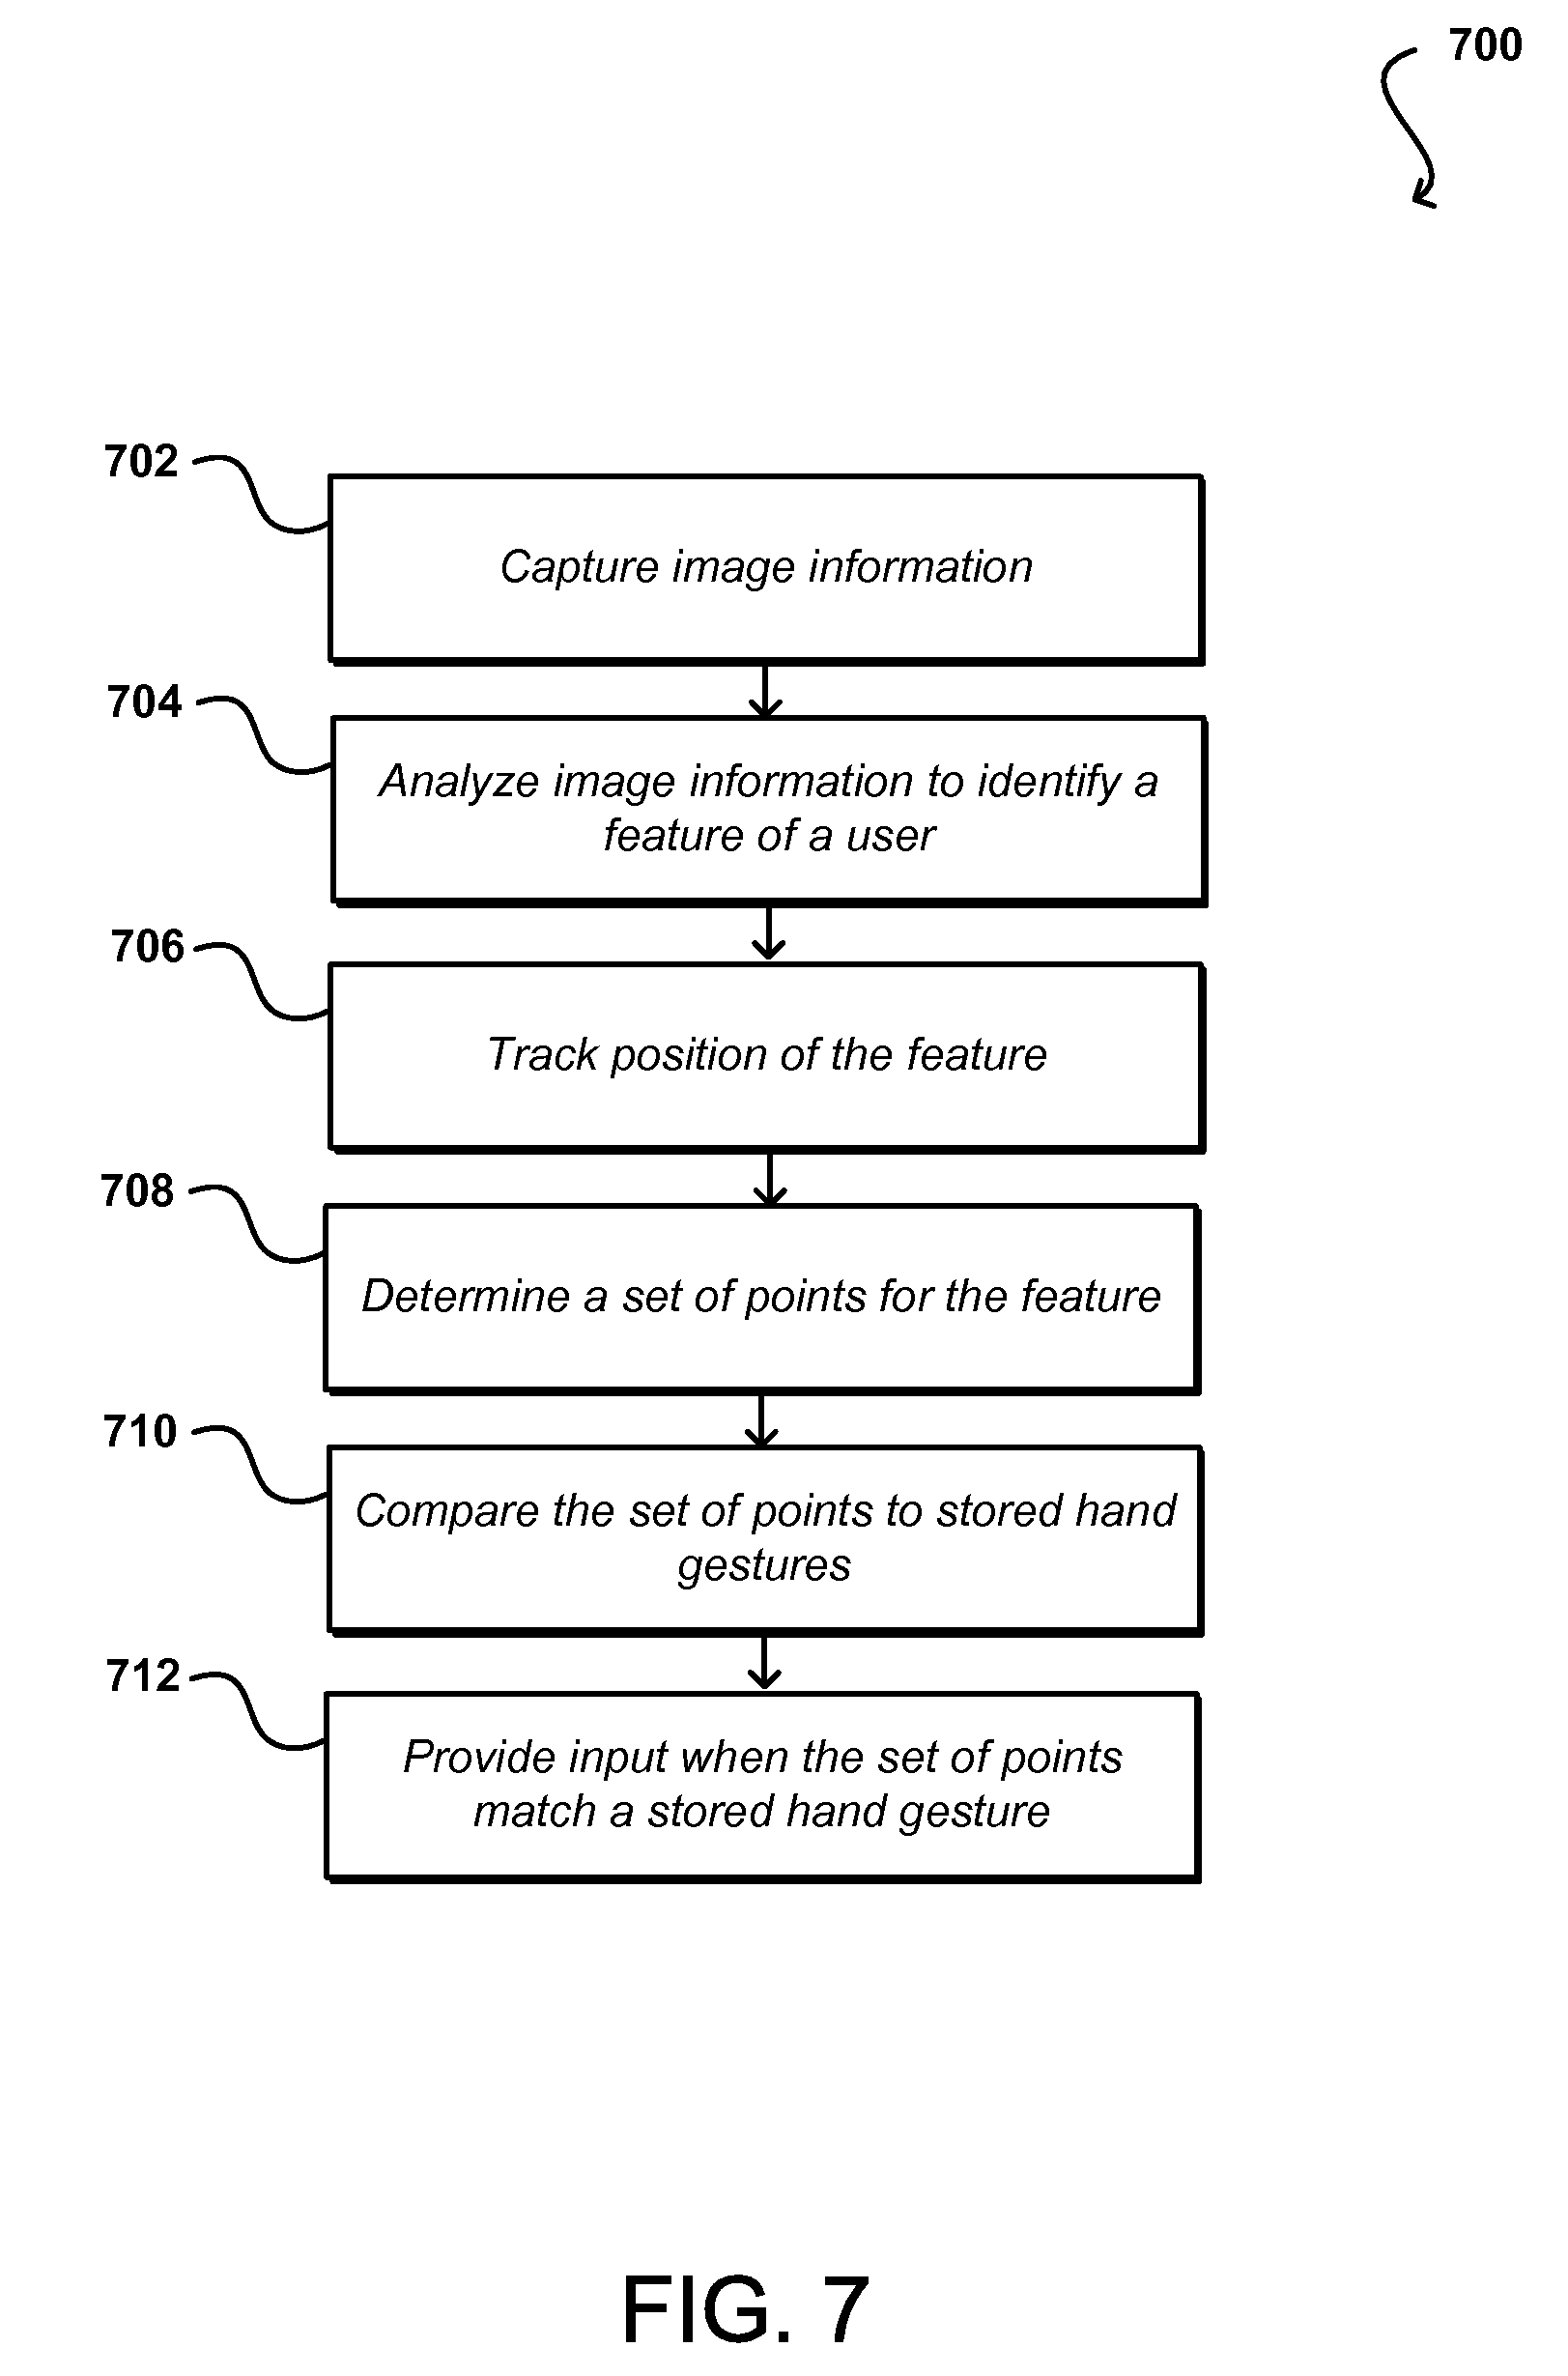 700
702
Capture image information
704
Analyze image information to identify a
feature of a user
706
Track position of the feature
708
Determine a set of points for the feature
710
Compare the set of points to stored hand
gestures
712
Provide input when the set of points
match a stored hand gesture
FIG. 7